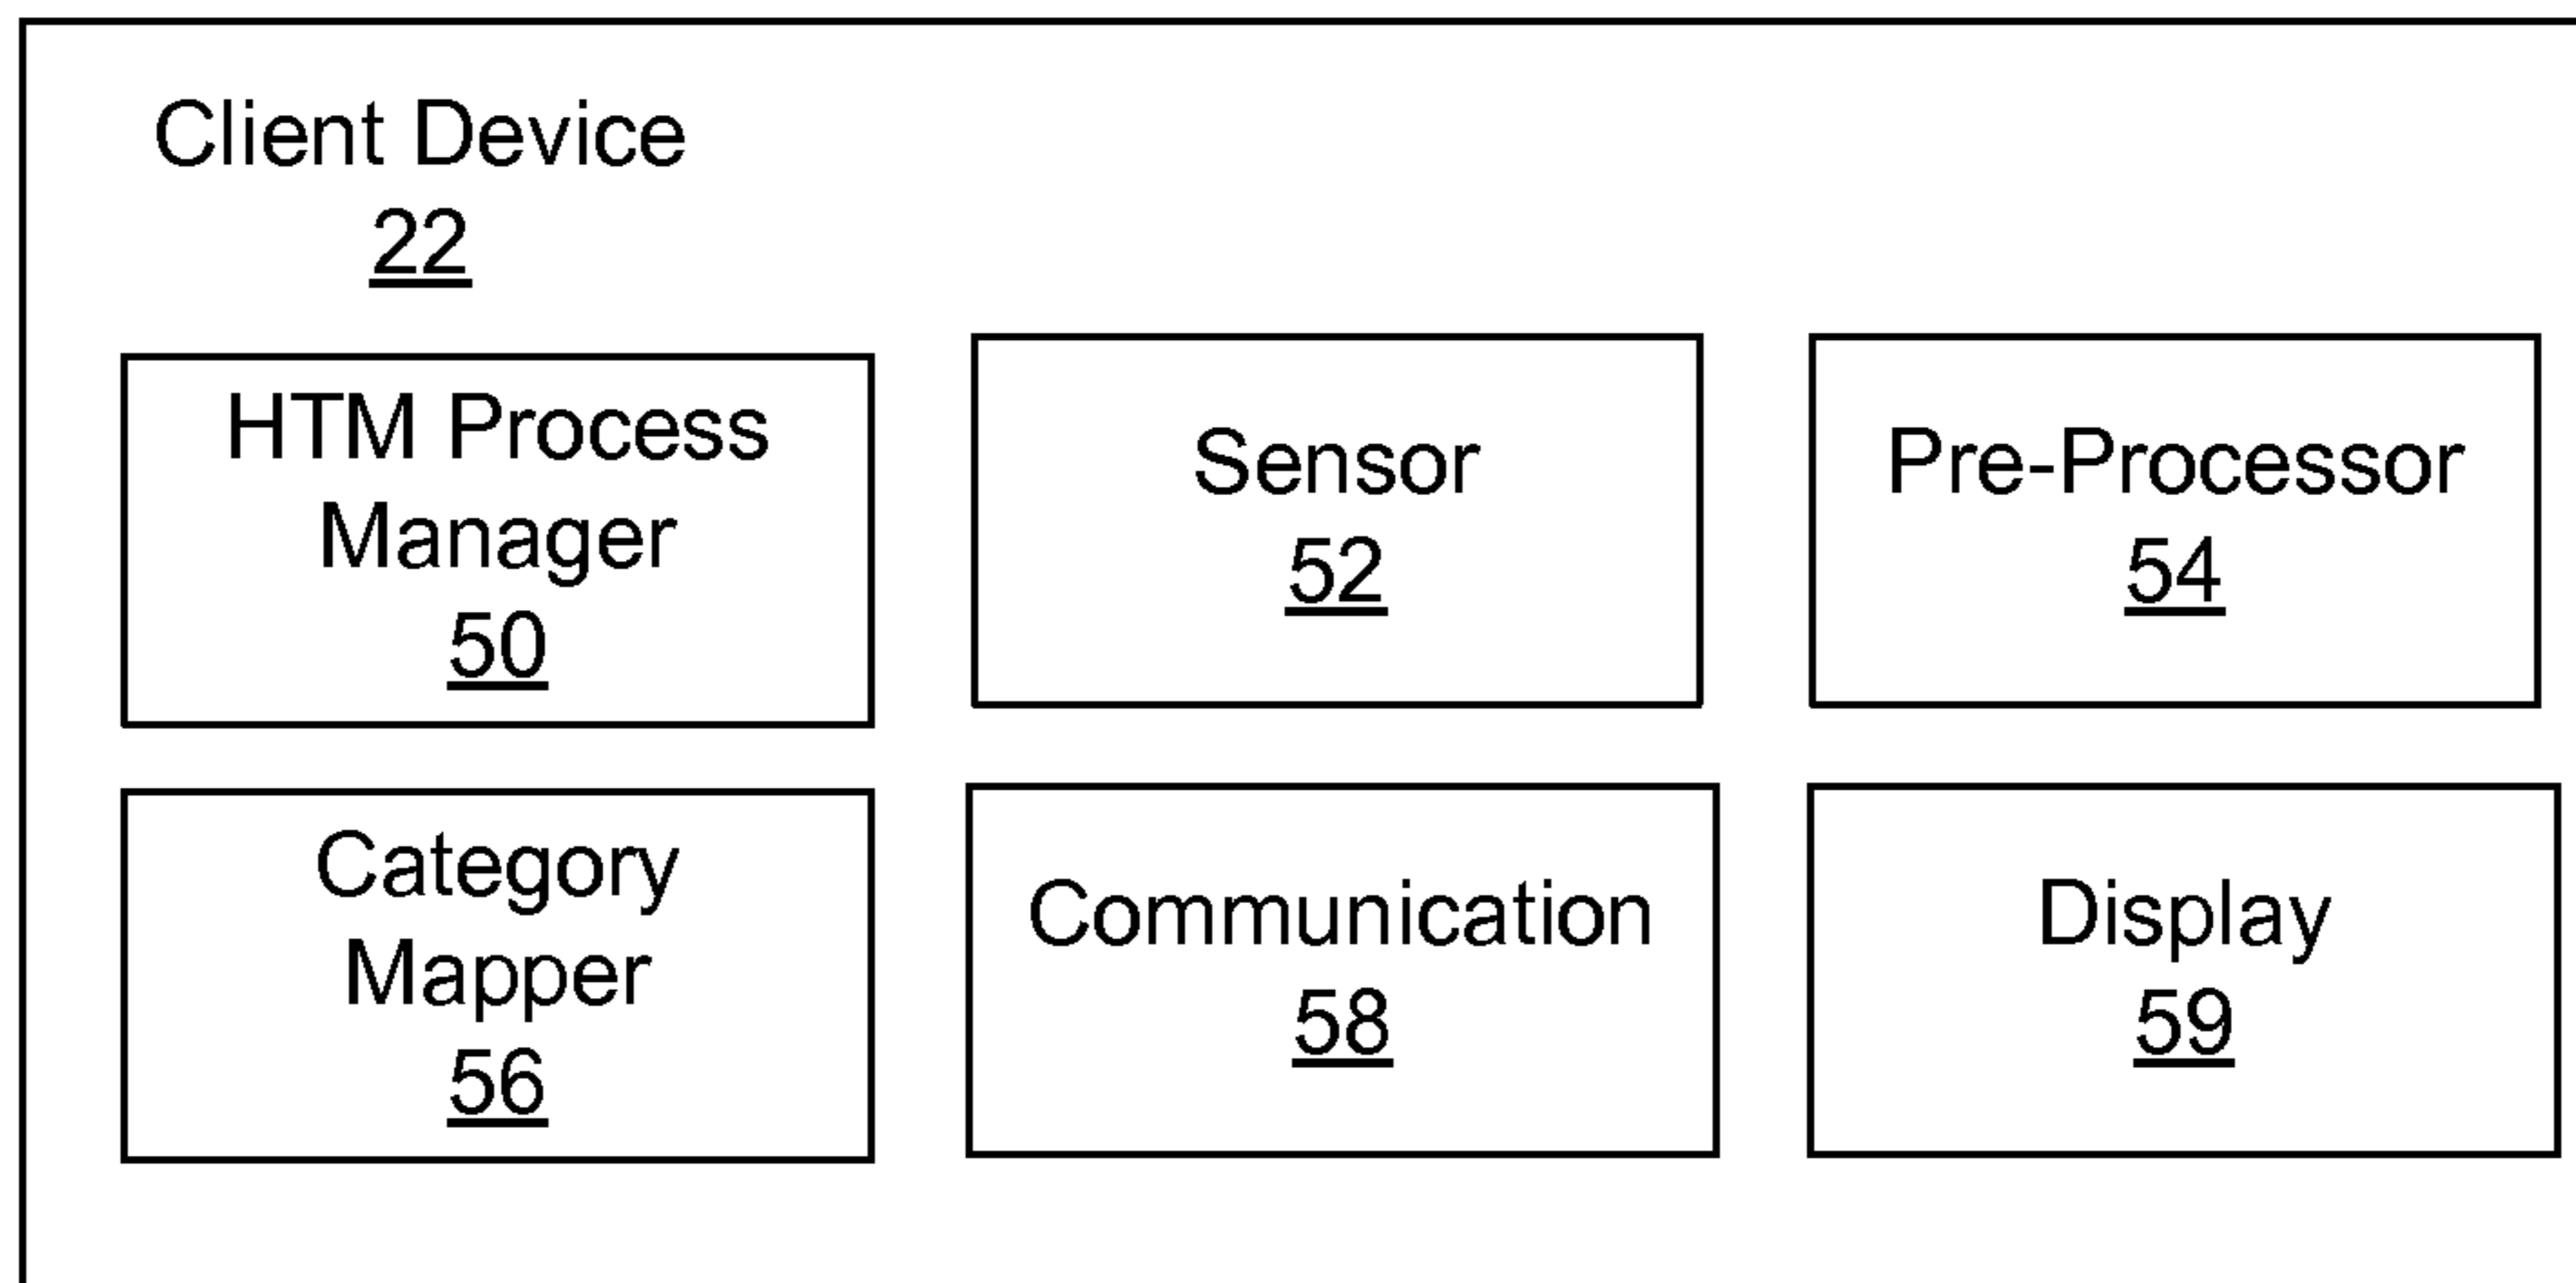 Client Device
22
HTM Process
Manager
50
Sensor
52
Pre-Processor
54
Category
Mapper
56
Communication
58
Display
59